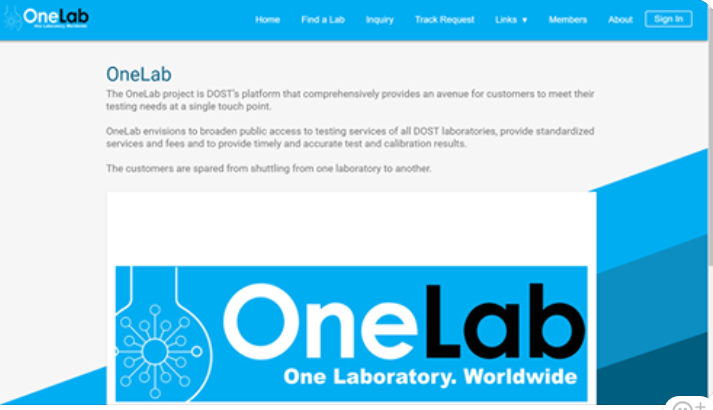 OneLab
One Laboratory. Worldwide
Home Find a Lab Inquiry Track Request Links ▼ Members About Sign In
OneLab
The OneLab project is DOST's platform that comprehensively provides an avenue for customers to meet their
testing needs at a single touch point.
OneLab envisions to broaden public access to testing services of all DOST laboratories, provide standardized
services and fees and to provide timely and accurate test and calibration results.
The customers are spared from shuttling from one laboratory to another.
OneLab
One Laboratory. Worldwide